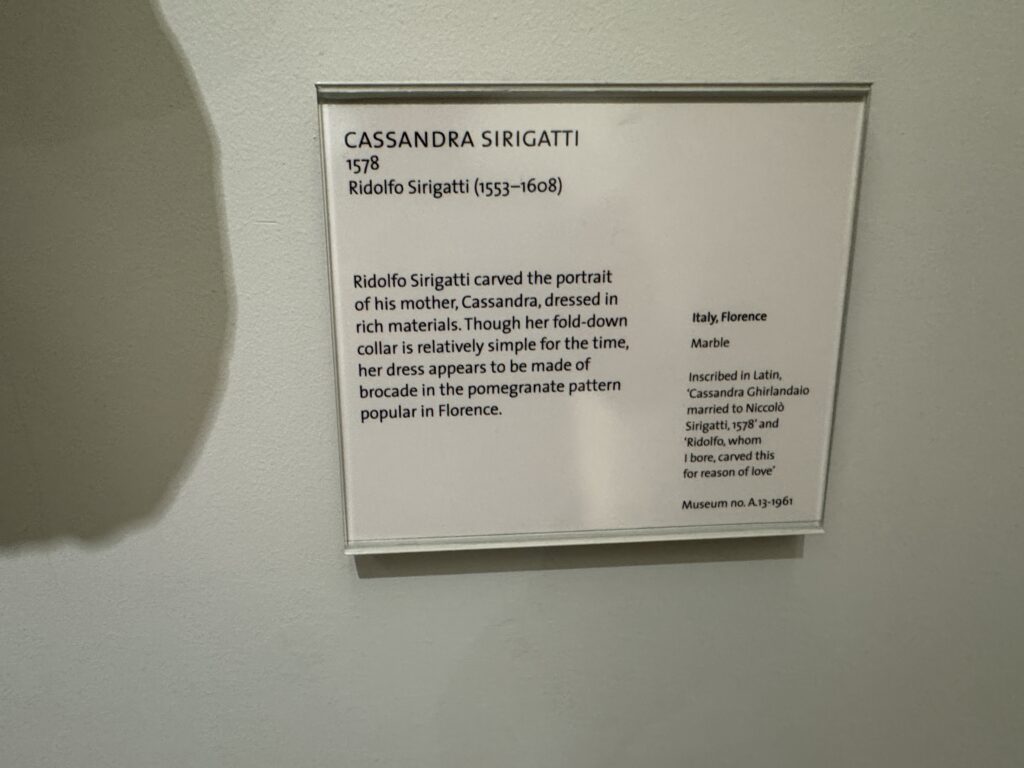 CASSANDRA SIRIGATTI
1578
Ridolfo Sirigatti (1553–1608)
Ridolfo Sirigatti carved the portrait
of his mother, Cassandra, dressed in
rich materials. Though her fold-down
collar is relatively simple for the time,
her dress appears to be made of
brocade in the pomegranate pattern
popular in Florence.
Italy, Florence
Marble
Inscribed in Latin,
‘Cassandra Ghirlandaio
married to Niccolò
Sirigatti, 1578’ and
‘Ridolfo, whom
I bore, carved this
for reason of love’
Museum no. A.13-1961